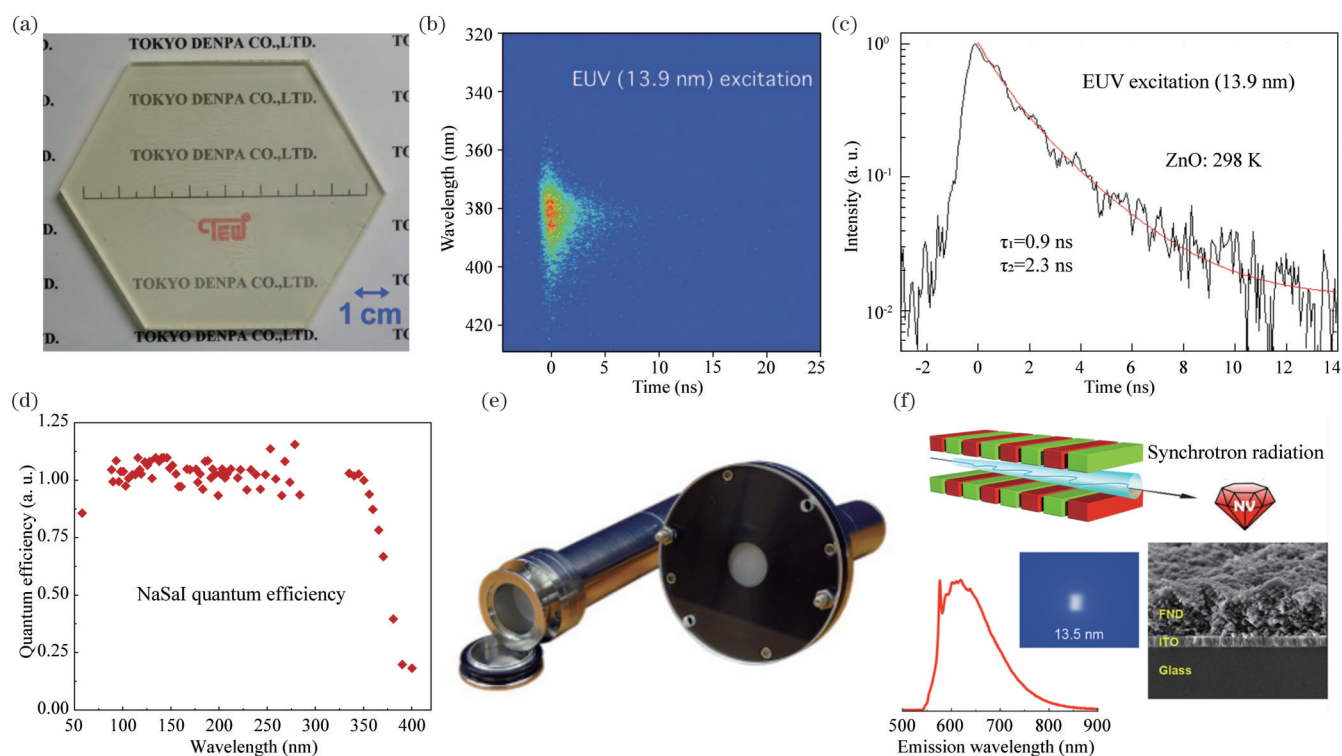 (a)
TOKYO DENPA CO.,LTD.
TO
D.
TOKYO DENPA CO.,LTD.
TOKYO DENPA CO.,LTD.
D.
TEW
D.
TOKYO DENPA CO.,LTD.
TO
1 cm
D.
TOKYO DENPA CO.,LTD.
TO
(b)
320
340
360
380
400
420
Wavelength (nm)
EUV (13.9 nm) excitation
0
5
10
15
20
25
Time (ns)
(c)
10⁰
10⁻¹
10⁻²
Intensity (a. u.)
EUV excitation (13.9 nm)
ZnO: 298 K
τ₁=0.9 ns
τ₂=2.3 ns
-2
0
2
4
6
8
10
12
14
Time (ns)
(d)
1.25
1.00
0.75
0.50
0.25
0.00
Quantum efficiency (a. u.)
NaSaI quantum efficiency
50
100
150
200
250
300
350
400
Wavelength (nm)
(e)
(f)
Synchrotron radiation
NV
13.5 nm
FND
ITO
Glass
500
600
700
800
900
Emission wavelength (nm)